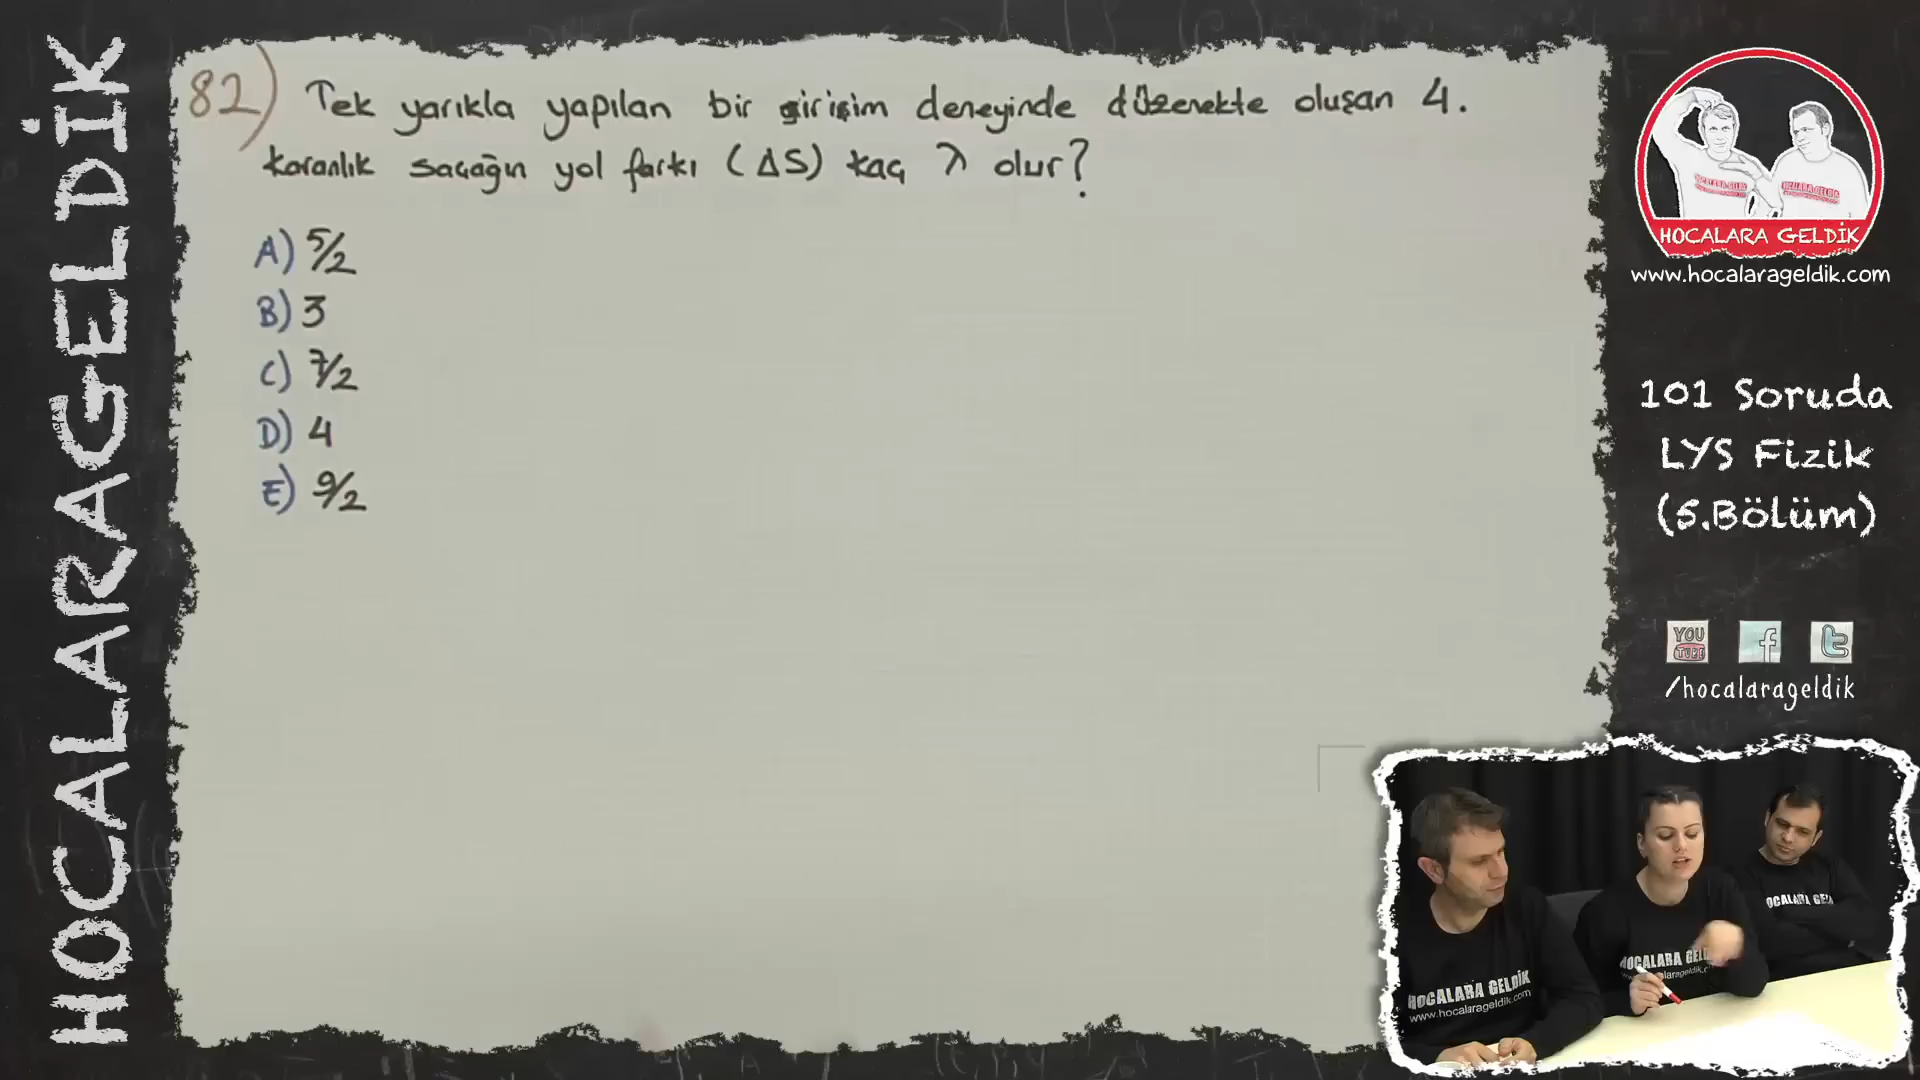 HOCALARAGELDİK
82) Tek yarıkla yapılan bir girişim deneyinde düzenekte oluşan 4.
karanlık saçağın yol farkı (ΔS) kaç λ olur?
A) 5/2
B) 3
C) 7/2
D) 4
E) 9/2
HOCALARA GELDİK
www.hocalarageldik.com
101 Soruda
LYS Fizik
(5.Bölüm)
YOU
TUBE
f
t
/hocalarageldik
HOCALARA GELDİK
www.hocalarageldik.com
HOCALARA GEL
OCALARA GELD